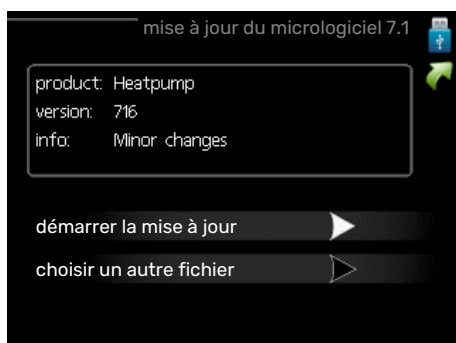 mise à jour du micrologiciel 7.1
product: Heatpump
version: 716
info: Minor changes
démarrer la mise à jour
choisir un autre fichier